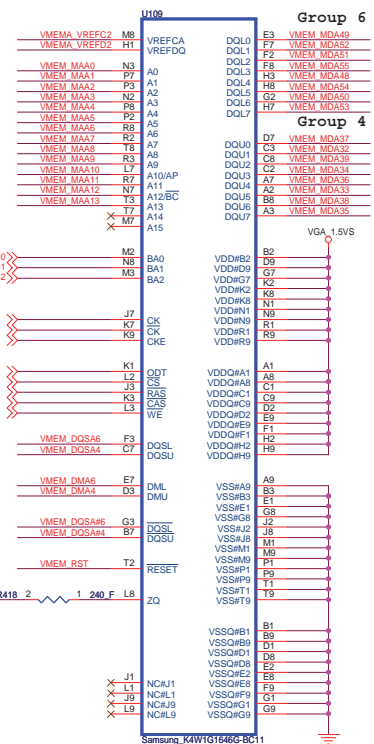 U109
Group 6
VMEMA_VREFC2 M8 VREFCA DQL0 E3 VMEM_MDA49
VMEMA_VREFD2 H1 VREFDQ DQL1 F7 VMEM_MDA52
DQL2 F2 VMEM_MDA51
VMEM_MAA0 N3 A0 DQL3 F8 VMEM_MDA55
VMEM_MAA1 P7 A1 DQL4 H3 VMEM_MDA48
VMEM_MAA2 P3 A2 DQL5 H8 VMEM_MDA54
VMEM_MAA3 N2 A3 DQL6 G2 VMEM_MDA50
VMEM_MAA4 P8 A4 DQL7 H7 VMEM_MDA53
VMEM_MAA5 P2 A5
Group 4
VMEM_MAA6 R8 A6
VMEM_MAA7 R2 A7 DQU0 D7 VMEM_MDA37
VMEM_MAA8 T8 A8 DQU1 C3 VMEM_MDA32
VMEM_MAA9 R3 A9 DQU2 C8 VMEM_MDA39
VMEM_MAA10 L7 A10/AP DQU3 C2 VMEM_MDA34
VMEM_MAA11 R7 A11 DQU4 A7 VMEM_MDA36
VMEM_MAA12 N7 A12/BC DQU5 A2 VMEM_MDA33
VMEM_MAA13 T3 A13 DQU6 B8 VMEM_MDA38
T7 A14 DQU7 A3 VMEM_MDA35
M7 A15
VGA_1.5VS
0 M2 BA0 VDD#B2 B2
1 N8 BA1 VDD#D9 D9
2 M3 BA2 VDD#G7 G7
VDD#K2 K2
VDD#K8 K8
VDD#N1 N1
J7 CK VDD#N9 N9
K7 CK VDD#R1 R1
K9 CKE VDD#R9 R9
K1 ODT VDDQ#A1 A1
L2 CS VDDQ#A8 A8
J3 RAS VDDQ#C1 C1
K3 CAS VDDQ#C9 C9
L3 WE VDDQ#D2 D2
VDDQ#E9 E9
VDDQ#F1 F1
VMEM_DQSA6 F3 DQSL VDDQ#H2 H2
VMEM_DQSA4 C7 DQSU VDDQ#H9 H9
VMEM_DMA6 E7 DML VSS#A9 A9
VMEM_DMA4 D3 DMU VSS#B3 B3
VSS#E1 E1
VSS#G8 G8
VMEM_DQSA#6 G3 DQSL VSS#J2 J2
VMEM_DQSA#4 B7 DQSU VSS#J8 J8
VSS#M1 M1
VSS#M9 M9
VMEM_RST T2 RESET VSS#P1 P1
VSS#P9 P9
VSS#T1 T1
R418 2 1 240_F L8 ZQ VSS#T9 T9
VSSQ#B1 B1
VSSQ#B9 B9
VSSQ#D1 D1
VSSQ#D8 D8
VSSQ#E2 E2
J1 NC#J1 VSSQ#E8 E8
L1 NC#L1 VSSQ#F9 F9
J9 NC#J9 VSSQ#G1 G1
L9 NC#L9 VSSQ#G9 G9
Samsung_K4W1G1646G-BC11